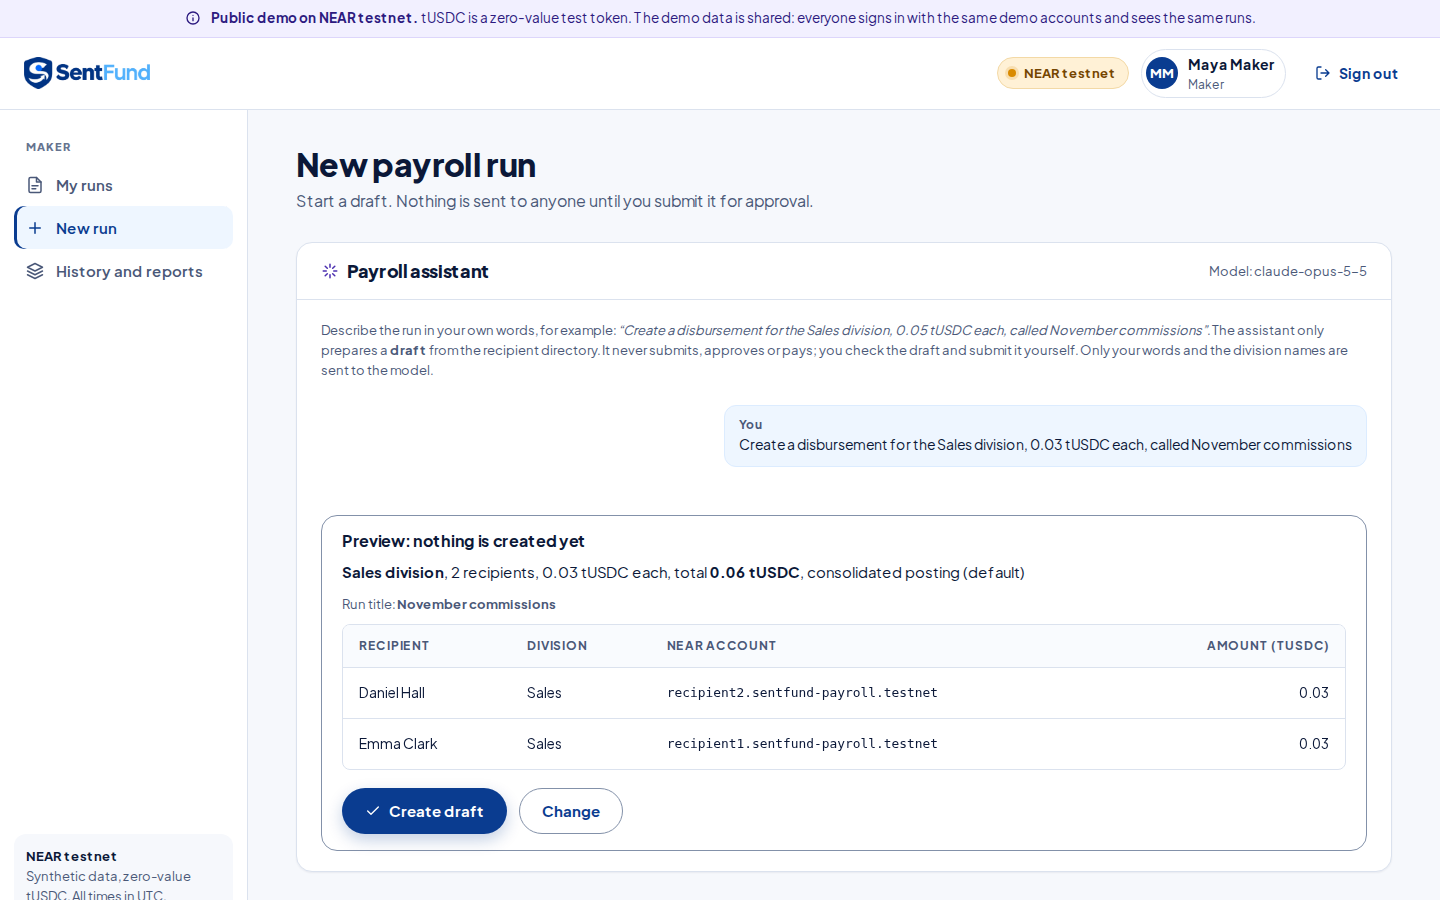 Public demo on NEAR testnet. tUSDC is a zero-value test token. The demo data is shared: everyone signs in with the same demo accounts and sees the same runs.
SentFund
NEAR testnet
MM
Maya Maker
Maker
Sign out
MAKER
My runs
New run
History and reports
NEAR testnet
Synthetic data, zero-value
tUSDC. All times in UTC.
New payroll run
Start a draft. Nothing is sent to anyone until you submit it for approval.
Payroll assistant
Model: claude-opus-5-5
Describe the run in your own words, for example: “Create a disbursement for the Sales division, 0.05 tUSDC each, called November commissions”. The assistant only
prepares a draft from the recipient directory. It never submits, approves or pays; you check the draft and submit it yourself. Only your words and the division names are
sent to the model.
You
Create a disbursement for the Sales division, 0.03 tUSDC each, called November commissions
Preview: nothing is created yet
Sales division, 2 recipients, 0.03 tUSDC each, total 0.06 tUSDC, consolidated posting (default)
Run title: November commissions
RECIPIENT DIVISION NEAR ACCOUNT AMOUNT (TUSDC)
Daniel Hall Sales recipient2.sentfund-payroll.testnet 0.03
Emma Clark Sales recipient1.sentfund-payroll.testnet 0.03
Create draft
Change